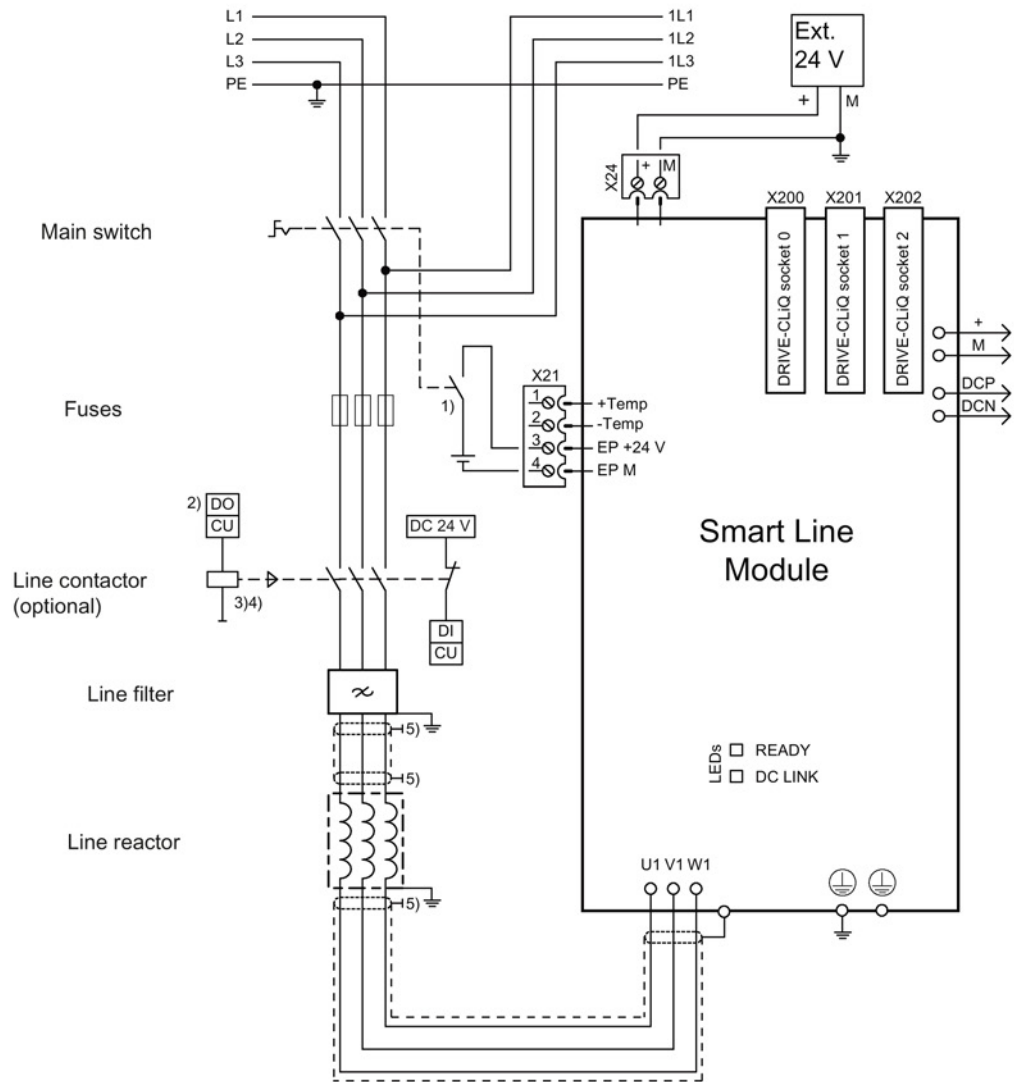 L1
L2
L3
PE
1L1
1L2
1L3
PE
Ext.
24 V
+
M
X24
+
M
X200
X201
X202
DRIVE-CLiQ socket 0
DRIVE-CLiQ socket 1
DRIVE-CLiQ socket 2
Main switch
+
M
DCP
DCN
Fuses
1)
X21
1
2
3
4
+Temp
-Temp
EP +24 V
EP M
2)
DO
CU
DC 24 V
Smart Line
Module
Line contactor
(optional)
3)4)
DI
CU
Line filter
5)
5)
LEDs
READY
DC LINK
Line reactor
5)
U1 V1 W1